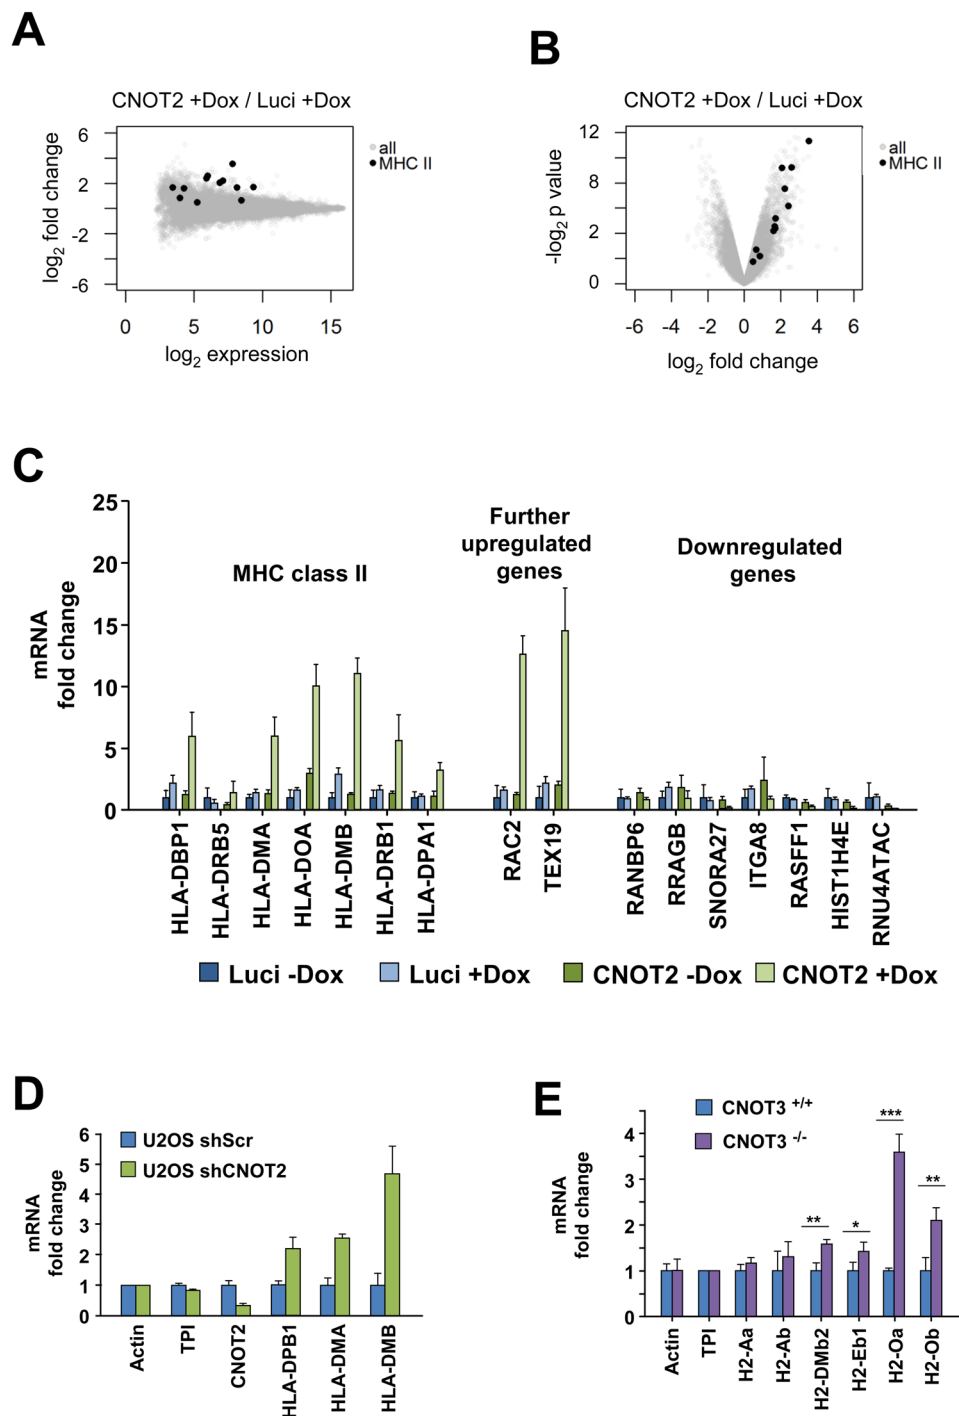 A
CNOT2 +Dox / Luci +Dox
log2 fold change
6
2
-2
-6
0 5 10 15
log2 expression
all
MHC II
B
CNOT2 +Dox / Luci +Dox
-log2 p value
12
8
2
0
-6 -4 -2 0 2 4 6
log2 fold change
all
MHC II
C
mRNA
fold change
25
20
15
10
5
0
MHC class II
Further
upregulated
genes
Downregulated
genes
HLA-DBP1
HLA-DRB5
HLA-DMA
HLA-DOA
HLA-DMB
HLA-DRB1
HLA-DPA1
RAC2
TEX19
RANBP6
RRAGB
SNORA27
ITGA8
RASFF1
HIST1H4E
RNU4ATAC
Luci -Dox Luci +Dox CNOT2 -Dox CNOT2 +Dox
D
mRNA
fold change
6
5
4
3
2
1
0
U2OS shScr
U2OS shCNOT2
Actin
TPI
CNOT2
HLA-DPB1
HLA-DMA
HLA-DMB
E
mRNA
fold change
4
3
2
1
0
CNOT3 +/+
CNOT3 -/-
**
*
***
**
Actin
TPI
H2-Aa
H2-Ab
H2-DMb2
H2-Eb1
H2-Oa
H2-Ob